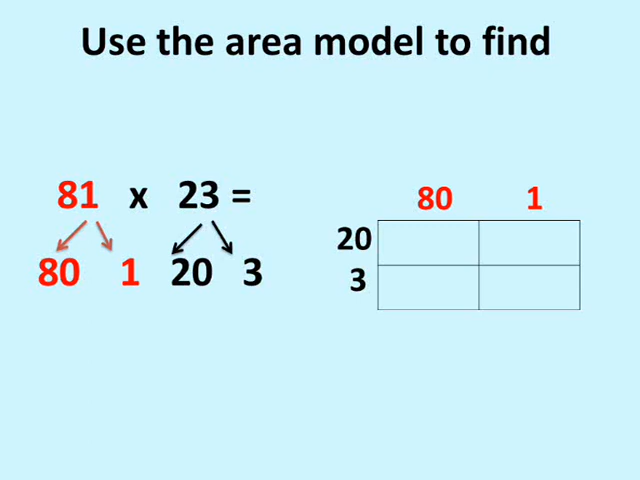 Use the area model to find
81 x 23 =
80 1 20 3
80 1
20
3